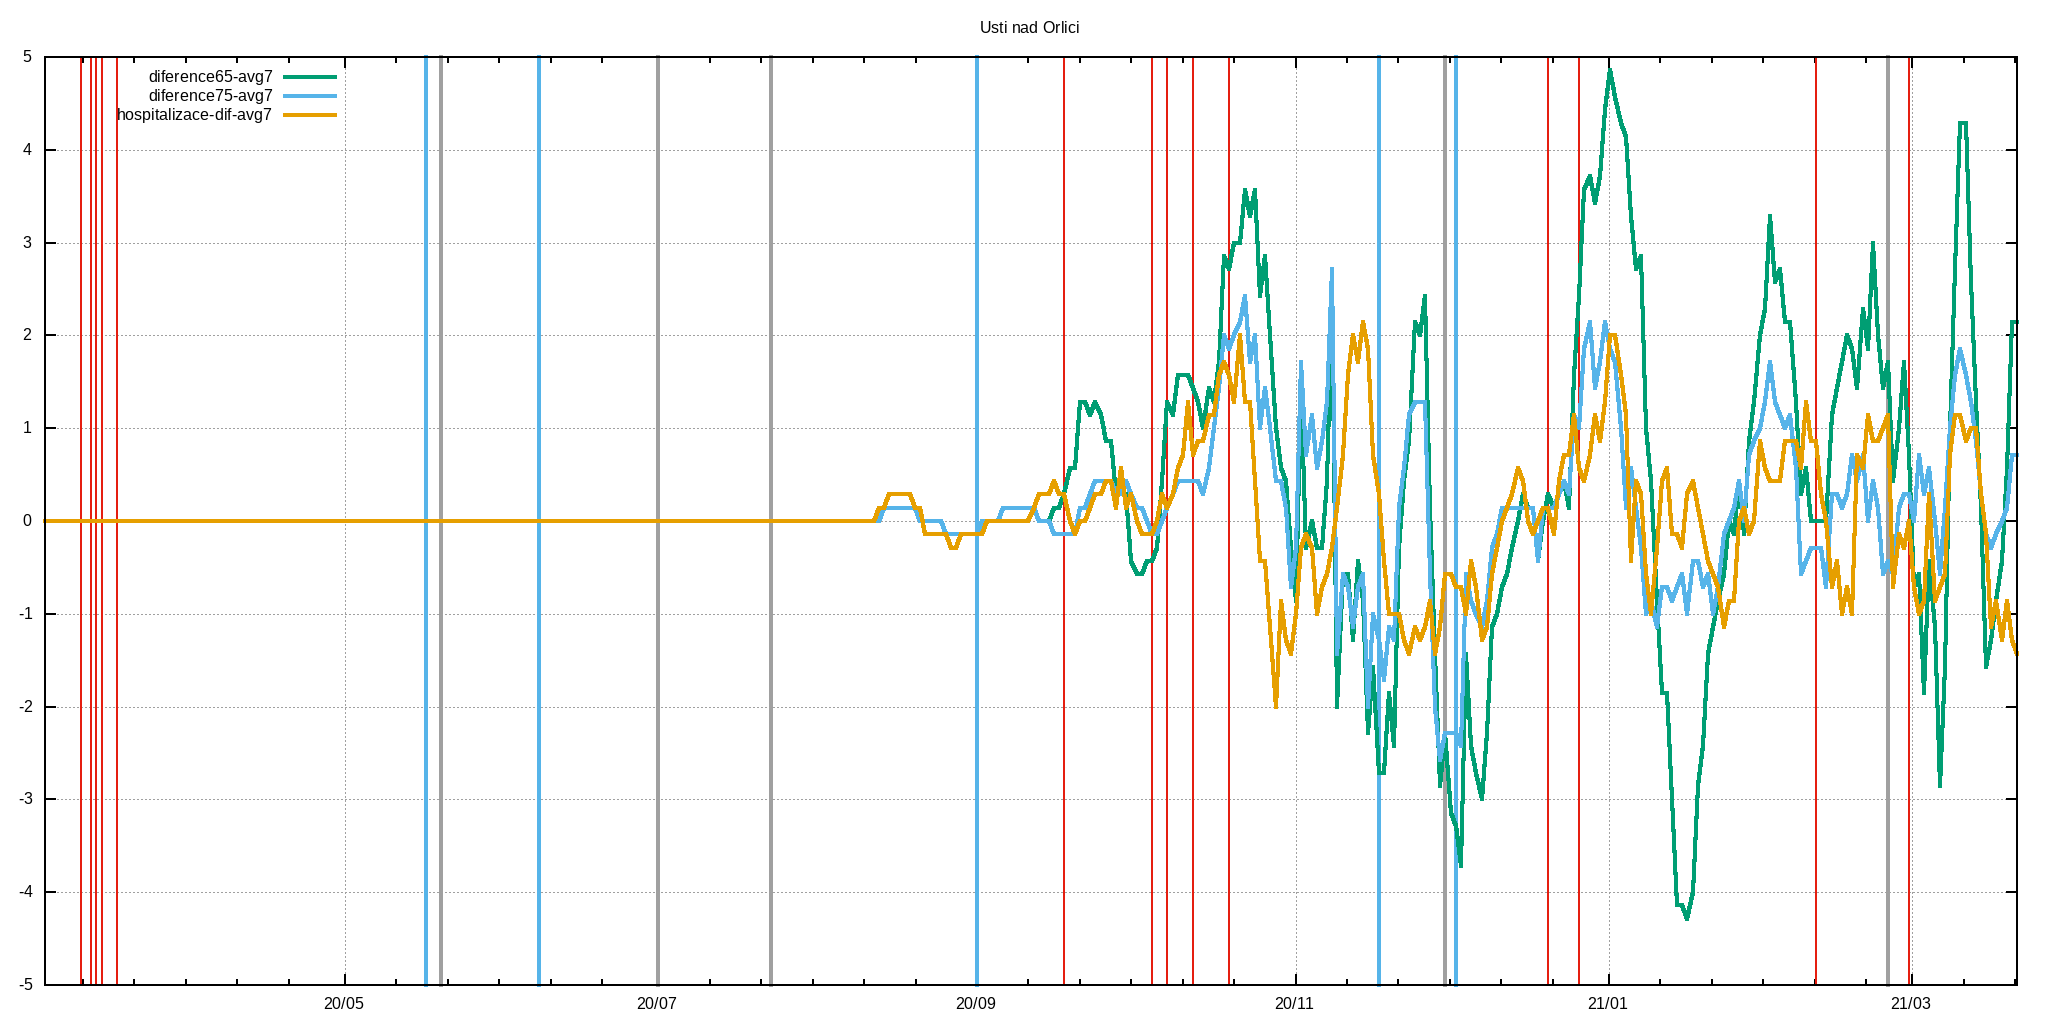 Usti nad Orlici
diference65-avg7
diference75-avg7
hospitalizace-dif-avg7
5
4
3
2
1
0
-1
-2
-3
-4
-5
20/05 20/07 20/09 20/11 21/01 21/03